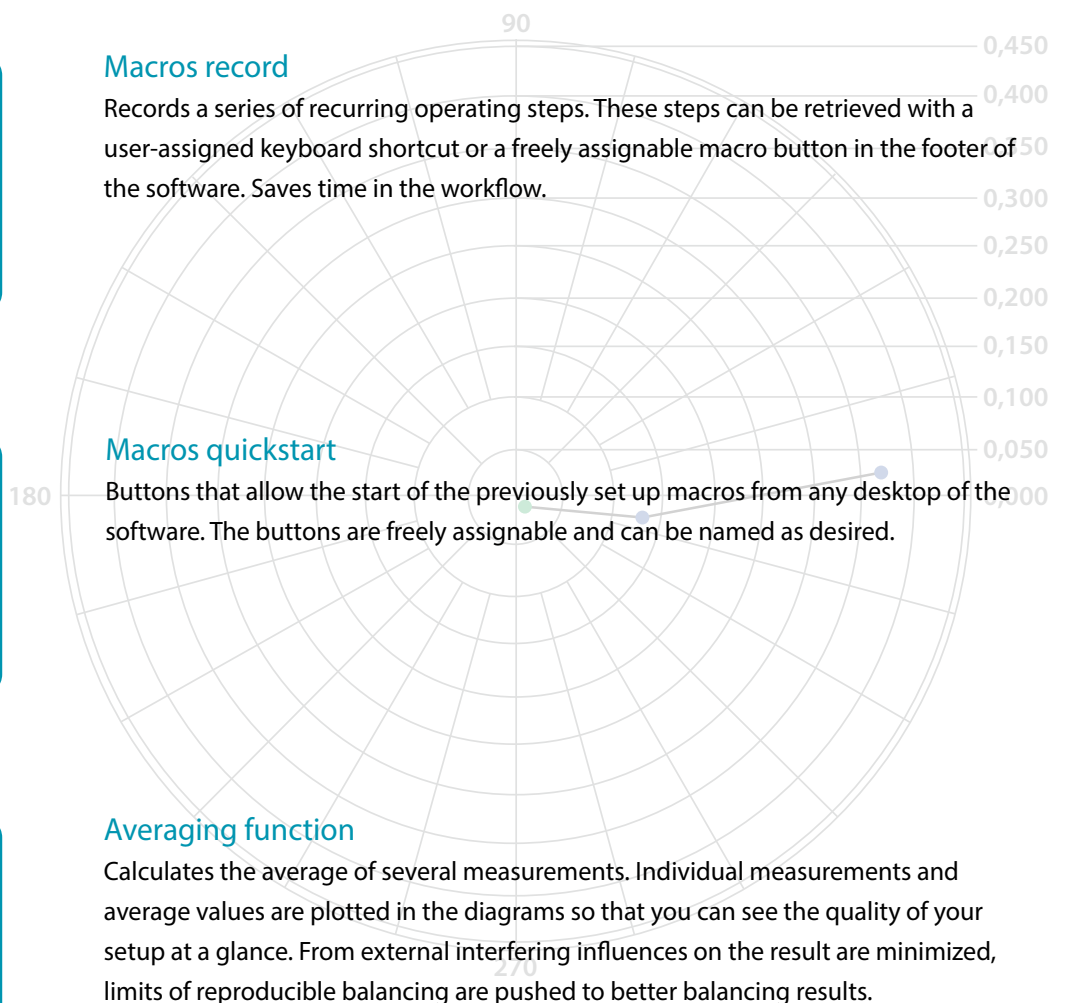 90
0,450
Macros record
0,400
Records a series of recurring operating steps. These steps can be retrieved with a
user-assigned keyboard shortcut or a freely assignable macro button in the footer of
the software. Saves time in the workflow.
0,300
0,250
0,200
0,150
0,100
0,050
Macros quickstart
180
Buttons that allow the start of the previously set up macros from any desktop of the
software. The buttons are freely assignable and can be named as desired.
Averaging function
Calculates the average of several measurements. Individual measurements and
average values are plotted in the diagrams so that you can see the quality of your
setup at a glance. From external interfering influences on the result are minimized,
270
limits of reproducible balancing are pushed to better balancing results.